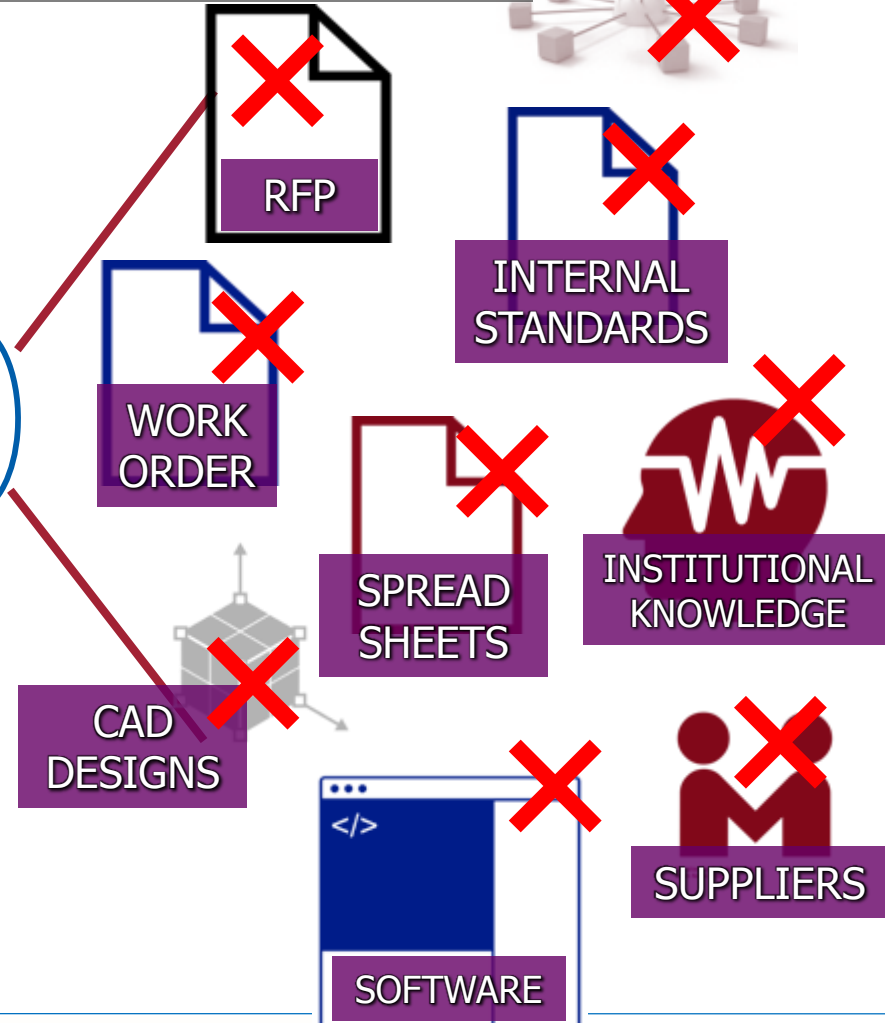 RFP
INTERNAL
STANDARDS
WORK
ORDER
SPREAD
SHEETS
INSTITUTIONAL
KNOWLEDGE
CAD
DESIGNS
</>
SUPPLIERS
SOFTWARE